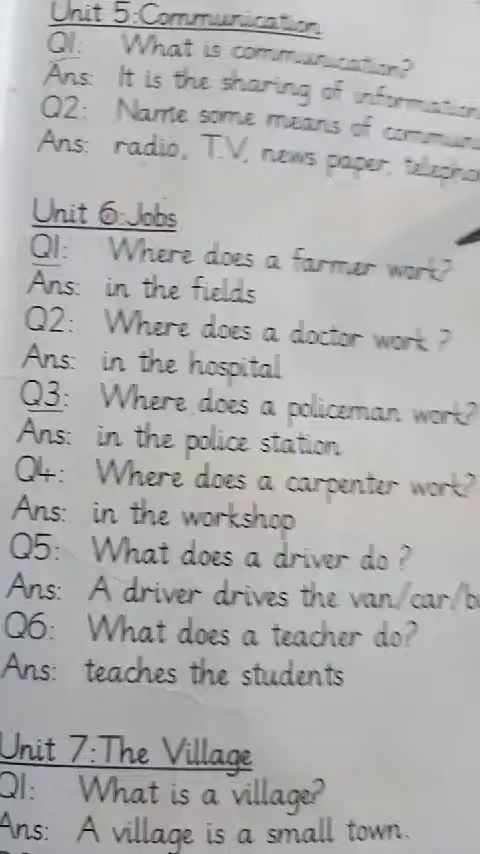 Unit 5:Communication
Q1: What is communication?
Ans: It is the sharing of information
Q2: Name some means of
Ans: radio, T.V, news paper,
Unit 6:Jobs
Q1: Where does a farmer work?
Ans: in the fields
Q2: Where does a doctor work ?
Ans: in the hospital
Q3: Where does a policeman work?
Ans: in the police station
Q4: Where does a carpenter work?
Ans: in the workshop
Q5: What does a driver do ?
Ans: A driver drives the van/car/
Q6: What does a teacher do?
Ans: teaches the students
Unit 7:The Village
Q1: What is a village?
Ans: A village is a small town.